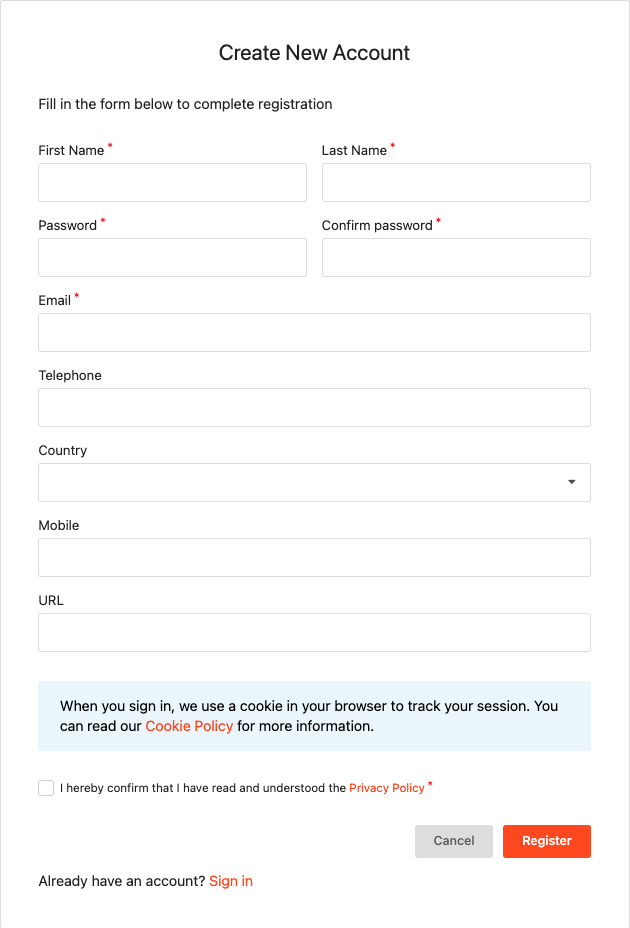 Create New Account
Fill in the form below to complete registration
First Name *
Last Name *
Password *
Confirm password *
Email *
Telephone
Country
Mobile
URL
When you sign in, we use a cookie in your browser to track your session. You
can read our Cookie Policy for more information.
I hereby confirm that I have read and understood the Privacy Policy *
Cancel
Register
Already have an account? Sign in